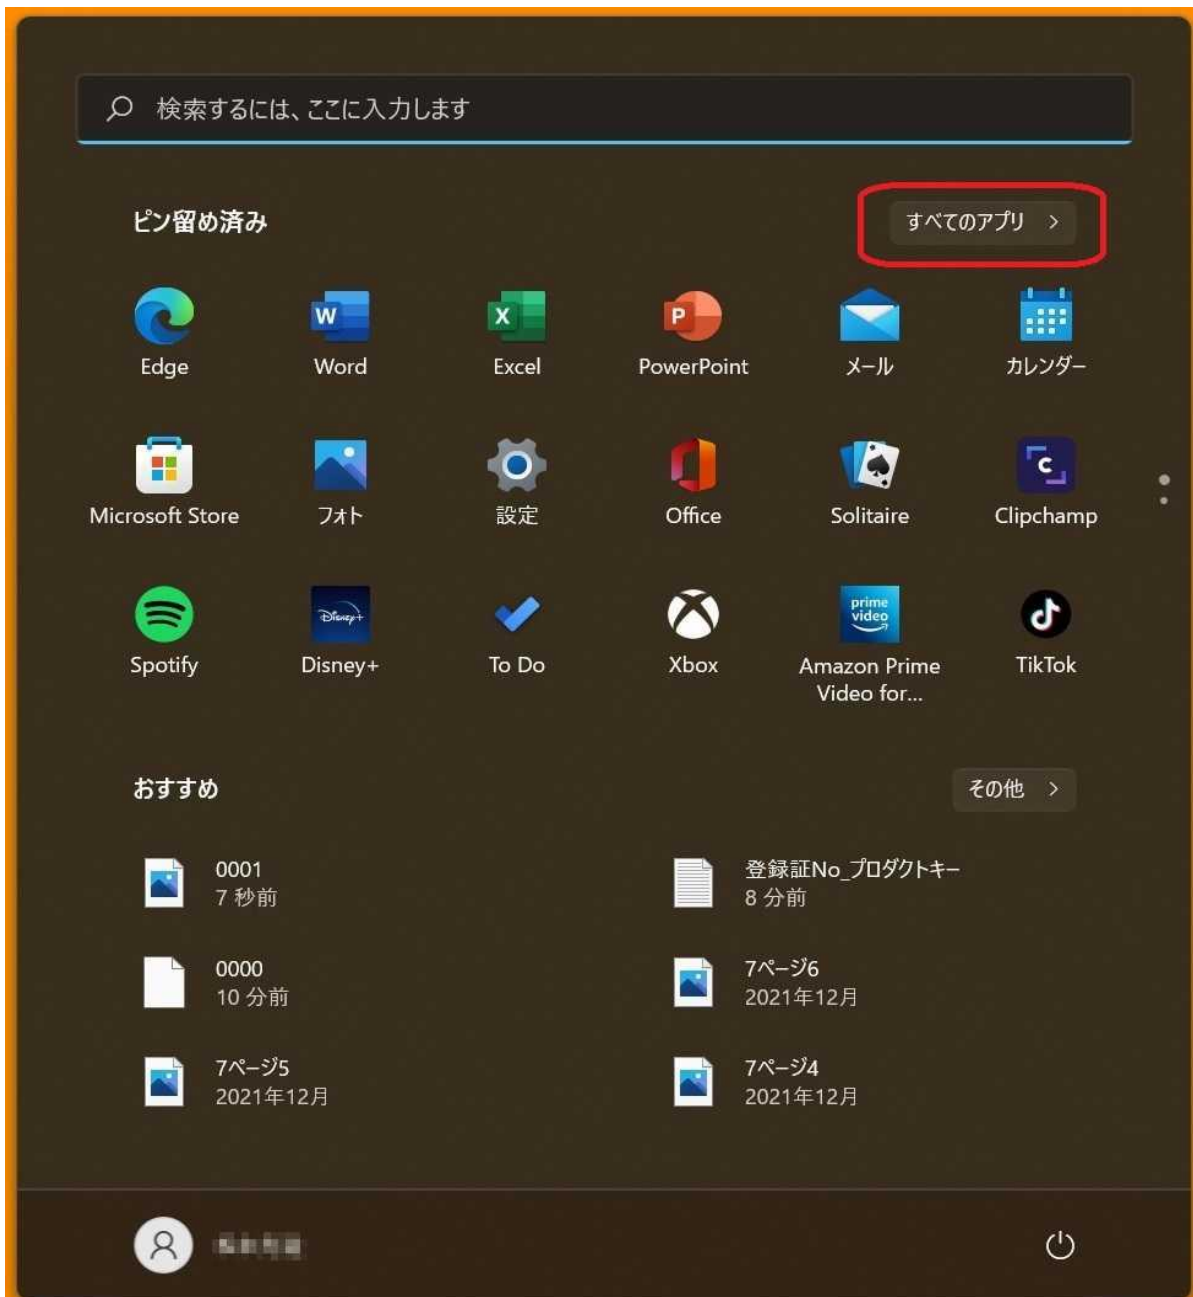 検索するには、ここに入力します
ピン留め済み
すべてのアプリ
Edge
Word
Excel
PowerPoint
メール
カレンダー
Microsoft Store
フォト
設定
Office
Solitaire
Clipchamp
Spotify
Disney+
To Do
Xbox
prime
video
Amazon Prime
Video for...
TikTok
おすすめ
その他
0001
7 秒前
登録証No_プロダクトキー
8 分前
0000
10 分前
7ページ6
2021年12月
7ページ5
2021年12月
7ページ4
2021年12月